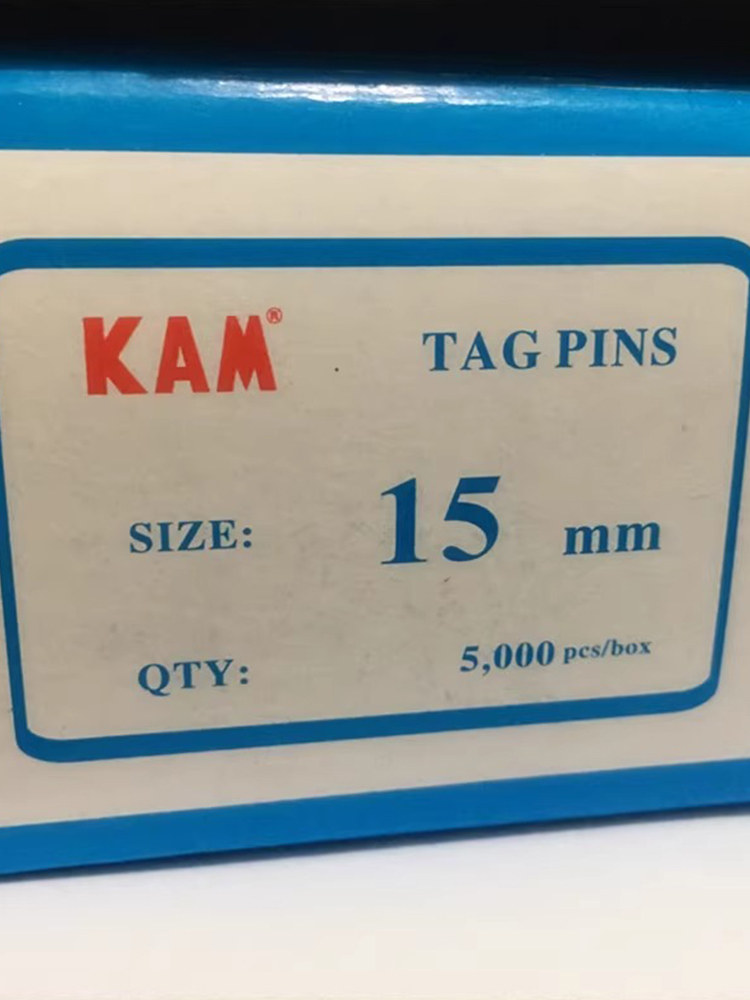 KAM® TAG PINS
SIZE: 15 mm
QTY: 5,000 pcs/box